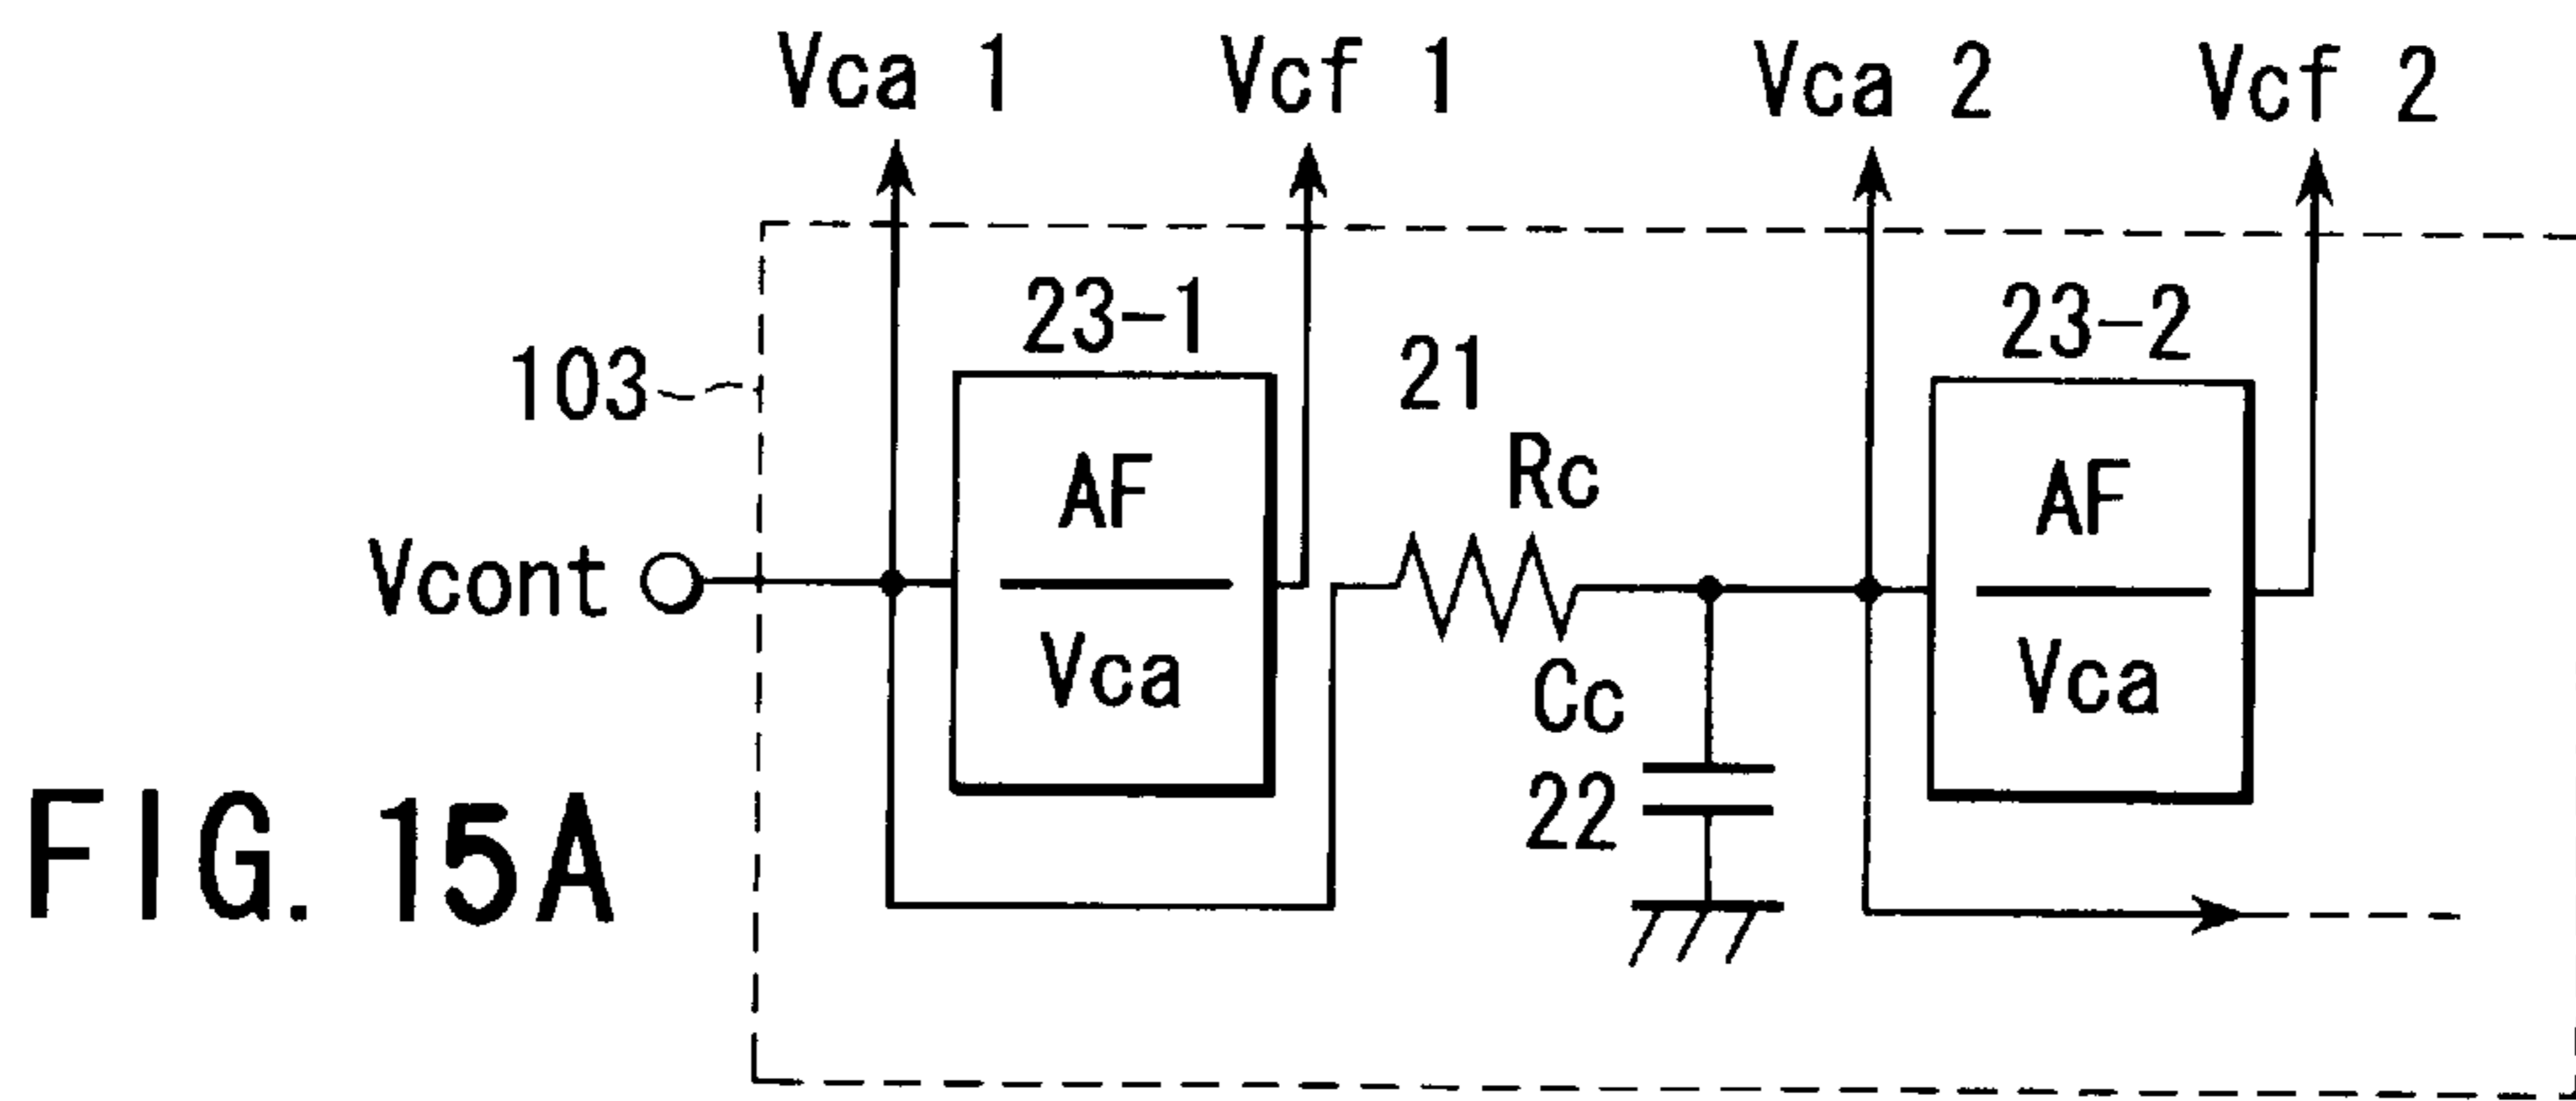 Vca 1
Vcf 1
Vca 2
Vcf 2
23-1
23-2
103
21
Rc
AF
Vca
AF
Vca
Vcont
Cc
22
FIG. 15A